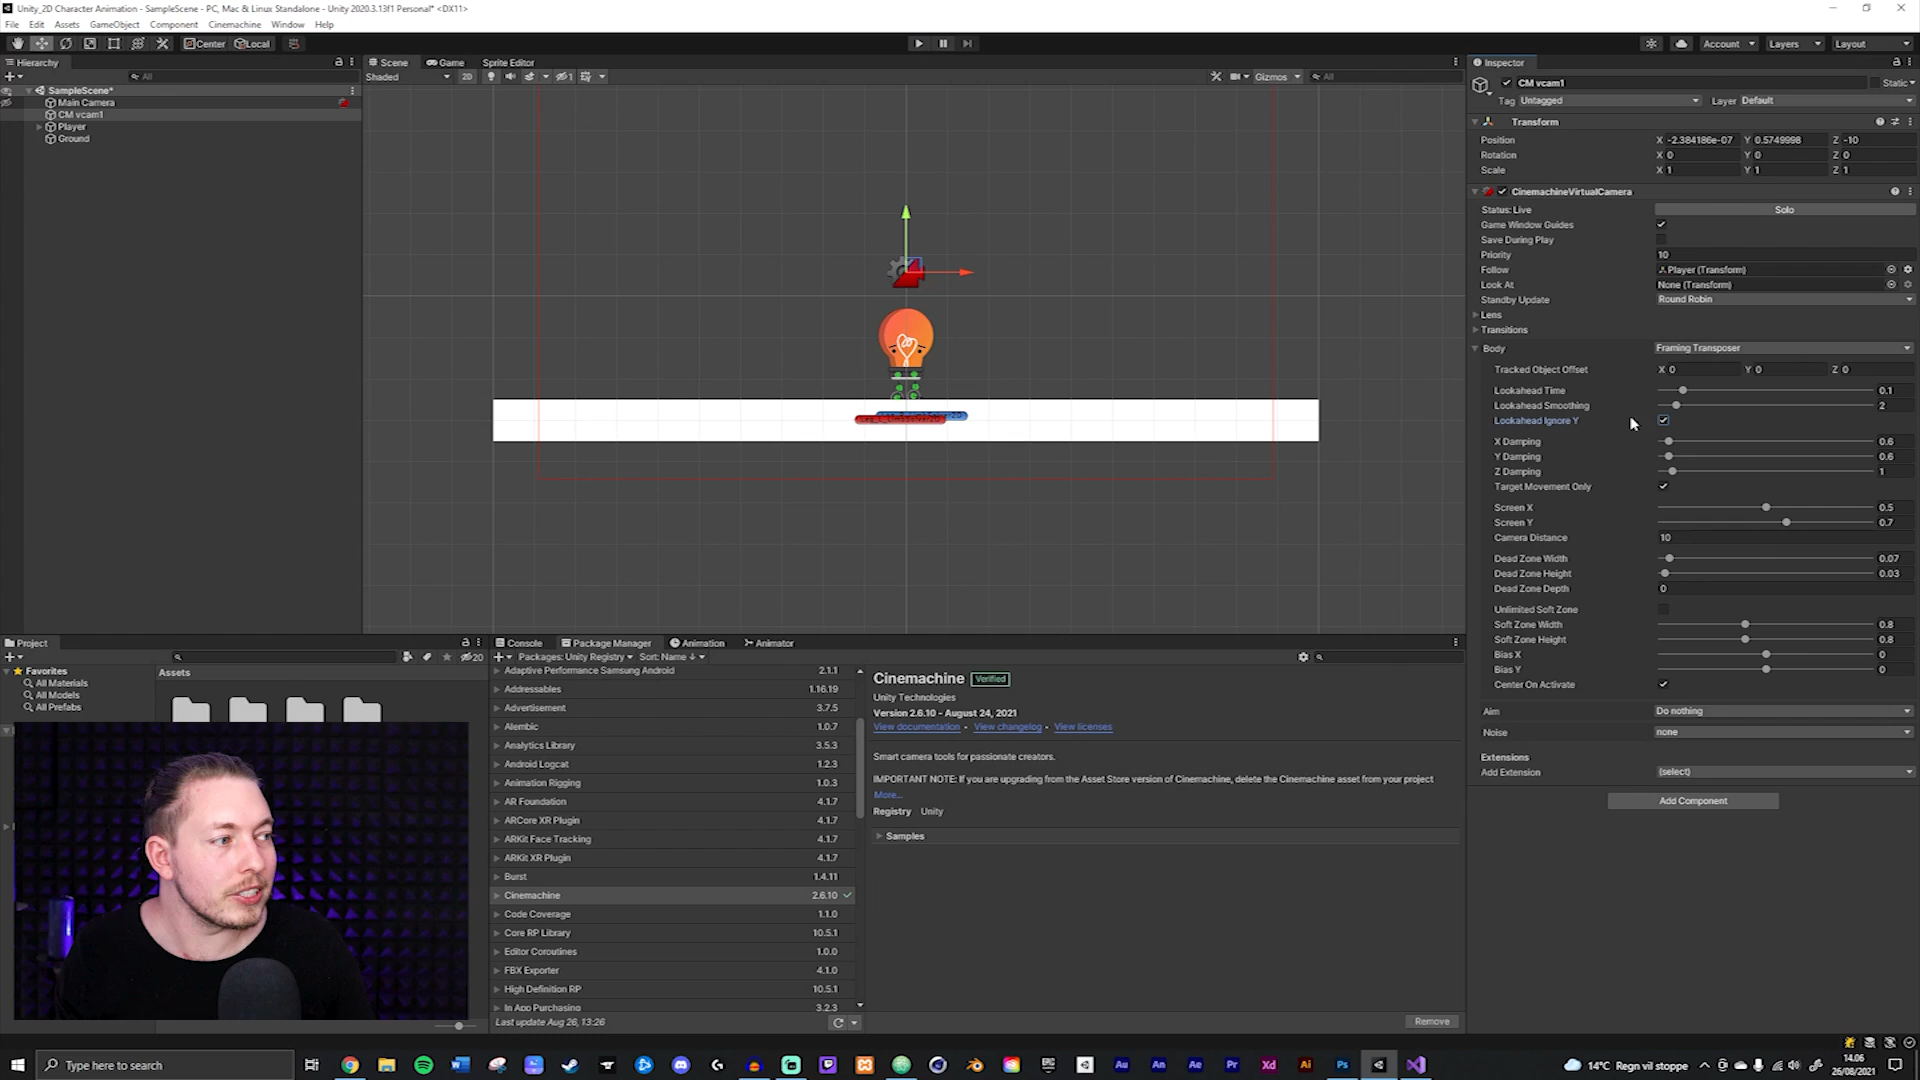 Unity_2D Character Animation - SampleScene - PC, Mac & Linux Standalone - Unity 2020.3.13f1 Personal* <DX11>
File Edit Assets GameObject Component Cinemachine Window Help
Center Local Account Layers Layout
Hierarchy
All
SampleScene*
Main Camera
CM vcam1
Player
Ground
Scene Game Sprite Editor
Shaded 2D 1 Gizmos All
Inspector
CM vcam1 Static
Tag Untagged Layer Default
Transform
Position X -2.384186e-07 Y 0.5749998 Z -10
Rotation X 0 Y 0 Z 0
Scale X 1 Y 1 Z 1
CinemachineVirtualCamera
Status: Live Solo
Game Window Guides
Save During Play
Priority 10
Follow Player (Transform)
Look At None (Transform)
Standby Update Round Robin
Lens
Transitions
Body Framing Transposer
Tracked Object Offset X 0 Y 0 Z 0
Lookahead Time 0.1
Lookahead Smoothing 2
Lookahead Ignore Y
X Damping 0.6
Y Damping 0.6
Z Damping 1
Target Movement Only
Screen X 0.5
Screen Y 0.7
Camera Distance 10
Dead Zone Width 0.07
Dead Zone Height 0.03
Dead Zone Depth 0
Unlimited Soft Zone
Soft Zone Width 0.8
Soft Zone Height 0.8
Bias X 0
Bias Y 0
Center On Activate
Aim Do nothing
Noise none
Extensions
Add Extension (select)
Add Component
Project
20
Favorites
All Materials
All Models
All Prefabs
Assets
Console Package Manager Animation Animator
Packages: Unity Registry Sort: Name ↓
Adaptive Performance Samsung Android 2.1.1
Addressables 1.16.19
Advertisement 3.7.5
Alembic 1.0.7
Analytics Library 3.5.3
Android Logcat 1.2.3
Animation Rigging 1.0.3
AR Foundation 4.1.7
ARCore XR Plugin 4.1.7
ARKit Face Tracking 4.1.7
ARKit XR Plugin 4.1.7
Burst 1.4.11
Cinemachine 2.6.10
Code Coverage 1.1.0
Core RP Library 10.5.1
Editor Coroutines 1.0.0
FBX Exporter 4.1.0
High Definition RP 10.5.1
In App Purchasing 3.2.3
Last update Aug 26, 13:26
Cinemachine Verified
Unity Technologies
Version 2.6.10 - August 24, 2021
View documentation - View changelog - View licenses
Smart camera tools for passionate creators.
IMPORTANT NOTE: If you are upgrading from the Asset Store version of Cinemachine, delete the Cinemachine asset from your project
More...
Registry Unity
Samples
Remove
Type here to search
Au An Ae Pr Xd Ai Ps
14°C Regn vil stoppe
14.06
26/08/2021